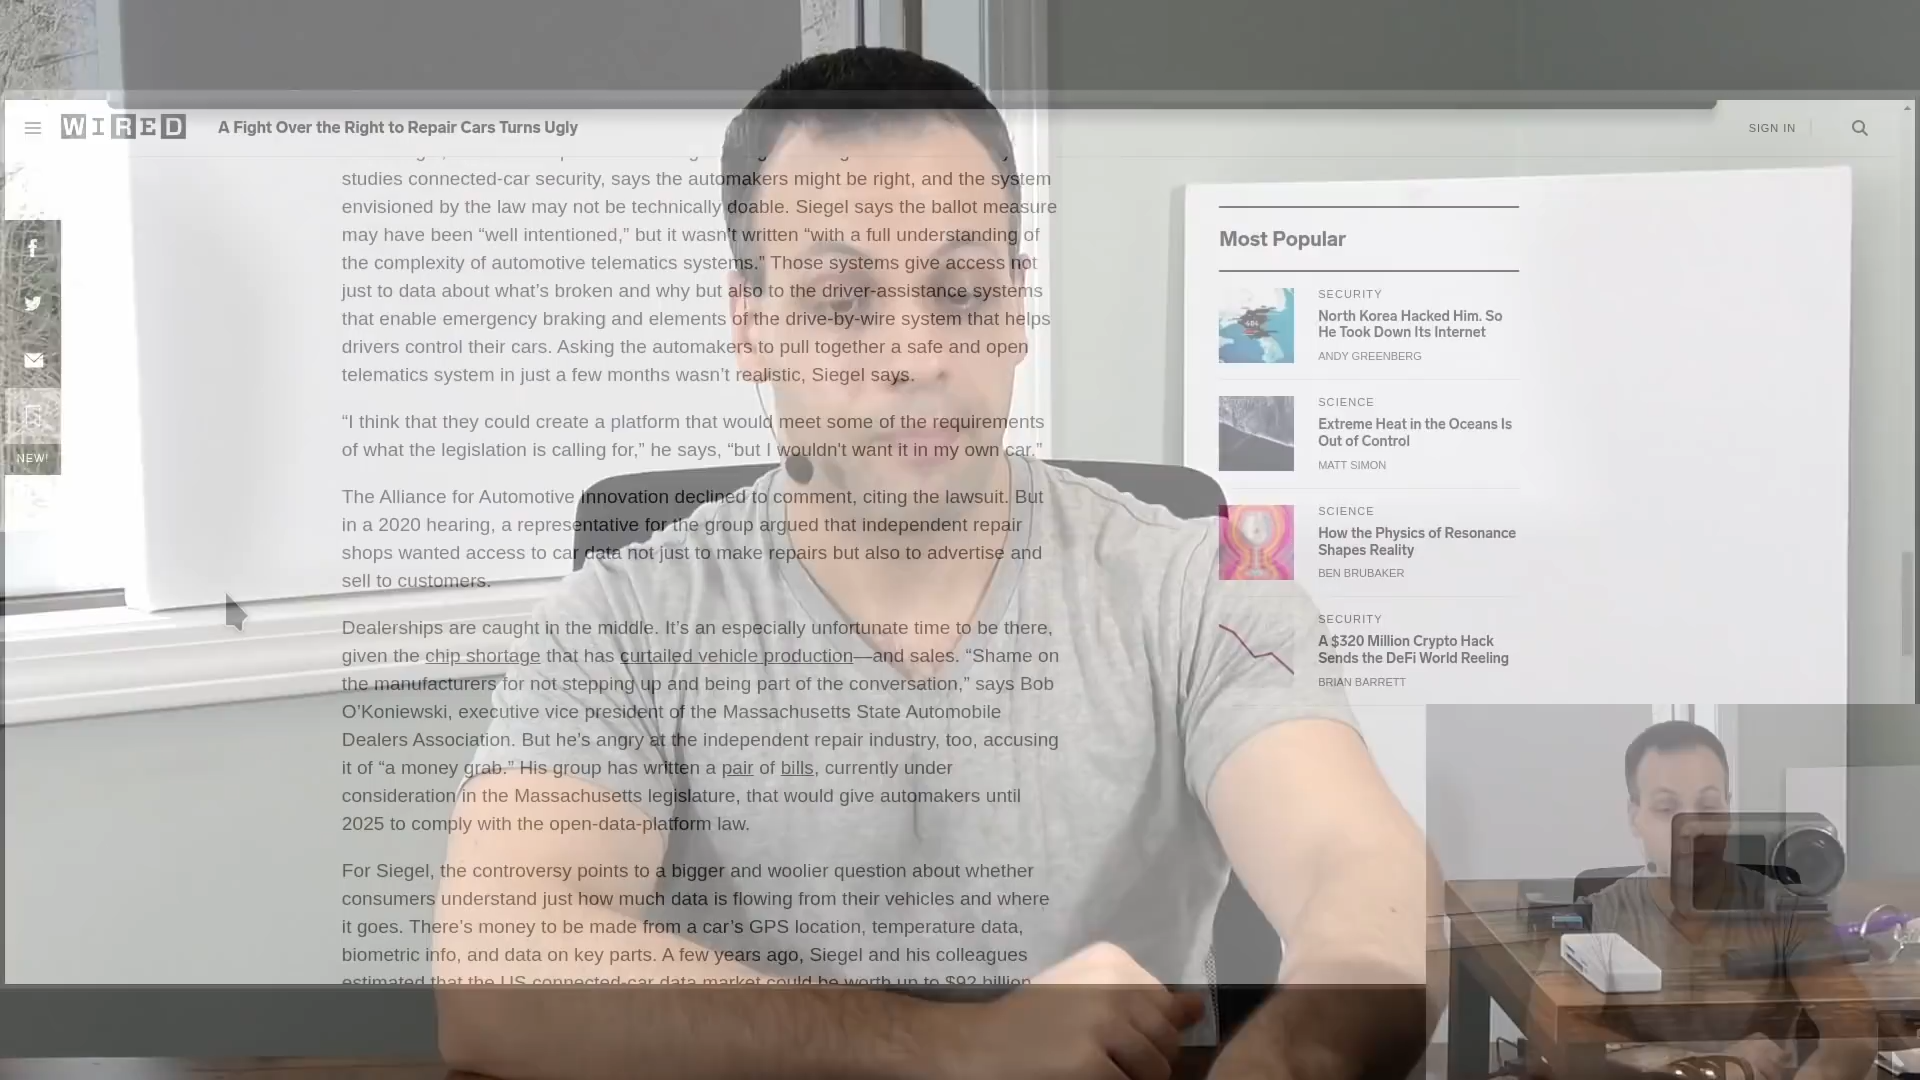 WIRED
A Fight Over the Right to Repair Cars Turns Ugly
SIGN IN
studies connected-car security, says the automakers might be right, and the system
envisioned by the law may not be technically doable. Siegel says the ballot measure
may have been “well intentioned,” but it wasn’t written “with a full understanding of
the complexity of automotive telematics systems.” Those systems give access not
just to data about what’s broken and why but also to the driver-assistance systems
that enable emergency braking and elements of the drive-by-wire system that helps
drivers control their cars. Asking the automakers to pull together a safe and open
telematics system in just a few months wasn’t realistic, Siegel says.
“I think that they could create a platform that would meet some of the requirements
of what the legislation is calling for,” he says, “but I wouldn't want it in my own car.”
The Alliance for Automotive Innovation declined to comment, citing the lawsuit. But
in a 2020 hearing, a representative for the group argued that independent repair
shops wanted access to car data not just to make repairs but also to advertise and
sell to customers.
Dealerships are caught in the middle. It’s an especially unfortunate time to be there,
given the chip shortage that has curtailed vehicle production—and sales. “Shame on
the manufacturers for not stepping up and being part of the conversation,” says Bob
O’Koniewski, executive vice president of the Massachusetts State Automobile
Dealers Association. But he’s angry at the independent repair industry, too, accusing
it of “a money grab.” His group has written a pair of bills, currently under
consideration in the Massachusetts legislature, that would give automakers until
2025 to comply with the open-data-platform law.
For Siegel, the controversy points to a bigger and woolier question about whether
consumers understand just how much data is flowing from their vehicles and where
it goes. There’s money to be made from a car’s GPS location, temperature data,
biometric info, and data on key parts. A few years ago, Siegel and his colleagues
estimated that the US connected-car data market could be worth up to $92 billion
NEW!
Most Popular
SECURITY
North Korea Hacked Him. So
He Took Down Its Internet
ANDY GREENBERG
SCIENCE
Extreme Heat in the Oceans Is
Out of Control
MATT SIMON
SCIENCE
How the Physics of Resonance
Shapes Reality
BEN BRUBAKER
SECURITY
A $320 Million Crypto Hack
Sends the DeFi World Reeling
BRIAN BARRETT